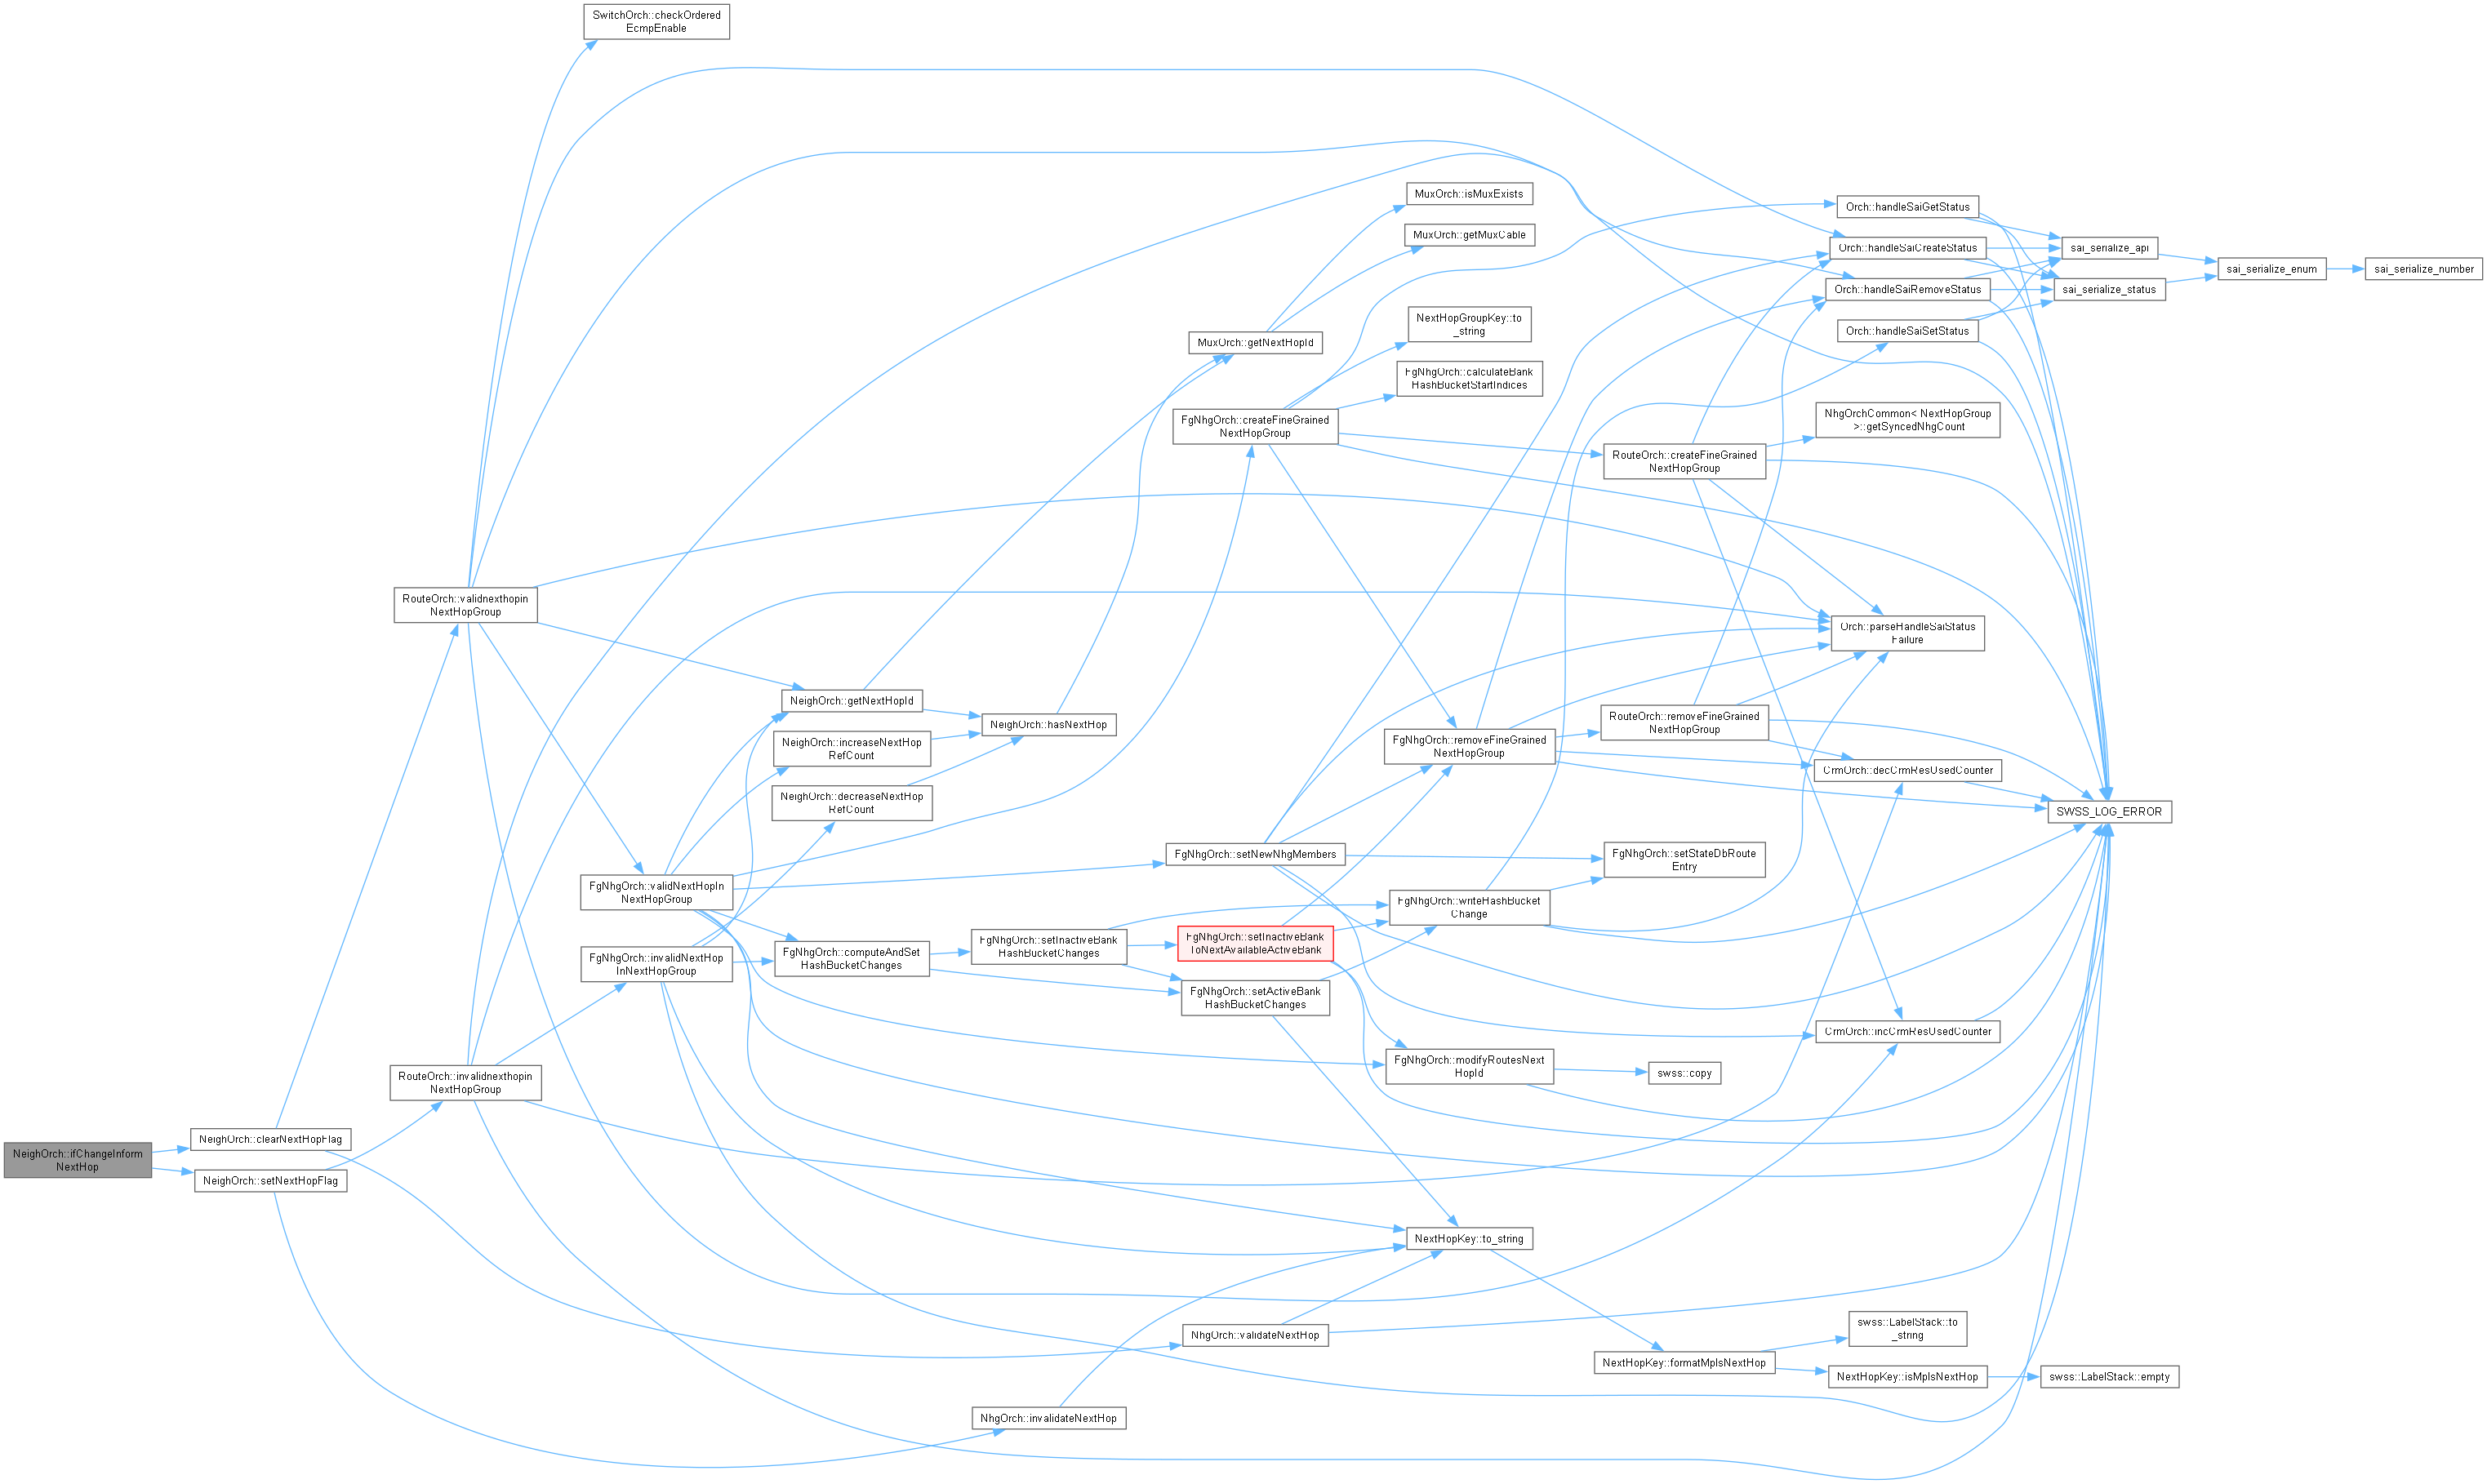 SwitchOrch::checkOrdered
EcmpEnable
MuxOrch::isMuxExists
Orch::handleSaiGetStatus
MuxOrch::getMuxCable
Orch::handleSaiCreateStatus
sai_serialize_api
sai_serialize_enum
sai_serialize_number
Orch::handleSaiRemoveStatus
sai_serialize_status
NextHopGroupKey::to
_string
Orch::handleSaiSetStatus
MuxOrch::getNextHopId
FgNhgOrch::calculateBank
HashBucketStartIndices
FgNhgOrch::createFineGrained
NextHopGroup
NhgOrchCommon< NextHopGroup
>::getSyncedNhgCount
RouteOrch::createFineGrained
NextHopGroup
RouteOrch::validnexthopin
NextHopGroup
Orch::parseHandleSaiStatus
Failure
NeighOrch::getNextHopId
NeighOrch::hasNextHop
RouteOrch::removeFineGrained
NextHopGroup
NeighOrch::increaseNextHop
RefCount
FgNhgOrch::removeFineGrained
NextHopGroup
CrmOrch::decCrmResUsedCounter
NeighOrch::decreaseNextHop
RefCount
SWSS_LOG_ERROR
FgNhgOrch::setNewNhgMembers
FgNhgOrch::setStateDbRoute
Entry
FgNhgOrch::validNextHopIn
NextHopGroup
FgNhgOrch::writeHashBucket
Change
FgNhgOrch::setInactiveBank
HashBucketChanges
FgNhgOrch::setInactiveBank
ToNextAvailableActiveBank
FgNhgOrch::computeAndSet
HashBucketChanges
FgNhgOrch::invalidNextHop
InNextHopGroup
FgNhgOrch::setActiveBank
HashBucketChanges
CrmOrch::incCrmResUsedCounter
FgNhgOrch::modifyRoutesNext
HopId
swss::copy
RouteOrch::invalidnexthopin
NextHopGroup
NeighOrch::clearNextHopFlag
NeighOrch::ifChangeInform
NextHop
NeighOrch::setNextHopFlag
NextHopKey::to_string
swss::LabelStack::to
_string
NhgOrch::validateNextHop
NextHopKey::formatMplsNextHop
NextHopKey::isMplsNextHop
swss::LabelStack::empty
NhgOrch::invalidateNextHop